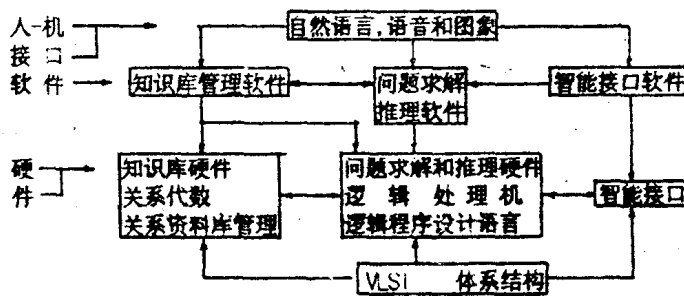 人-机
接口
软件
硬
件
自然语言,语音和图象
知识库管理软件
问题求解
推理软件
智能接口软件
知识库硬件
关系代数
关系资料库管理
问题求解和推理硬件
逻辑处理机
逻辑程序设计语言
智能接口
VLSi 体系结构